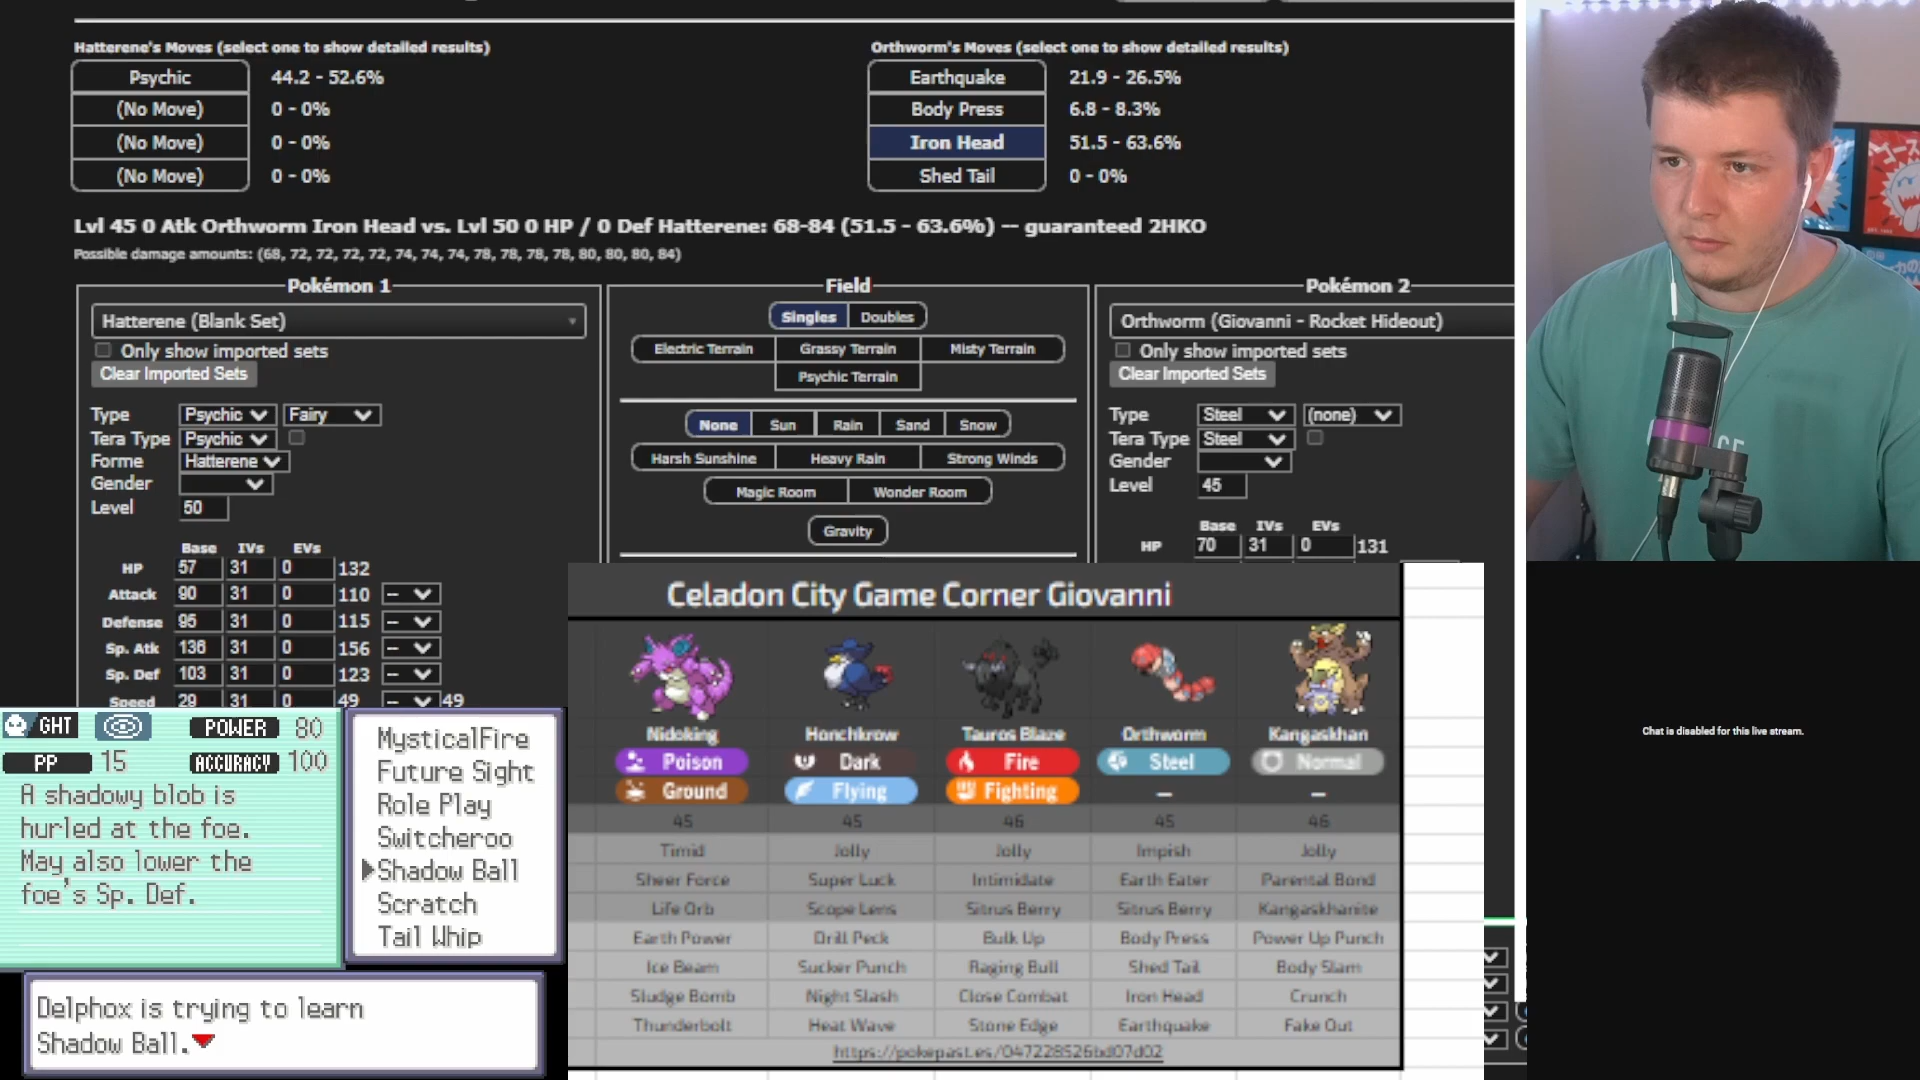 Hatterene's Moves (select one to show detailed results)
Psychic 44.2 - 52.6%
(No Move) 0 - 0%
(No Move) 0 - 0%
(No Move) 0 - 0%
Orthworm's Moves (select one to show detailed results)
Earthquake 21.9 - 26.5%
Body Press 6.8 - 8.3%
Iron Head 51.5 - 63.6%
Shed Tail 0 - 0%
Lvl 45 0 Atk Orthworm Iron Head vs. Lvl 50 0 HP / 0 Def Hatterene: 68-84 (51.5 - 63.6%) -- guaranteed 2HKO
Possible damage amounts: (68, 72, 72, 72, 74, 74, 74, 78, 78, 78, 78, 80, 80, 80, 84)
Pokémon 1
Hatterene (Blank Set)
Only show imported sets
Clear Imported Sets
Type Psychic Fairy
Tera Type Psychic
Forme Hatterene
Gender
Level 50
Base IVs EVs
HP 57 31 0 132
Attack 90 31 0 110 --
Defense 95 31 0 115 --
Sp. Atk 136 31 0 156 --
Sp. Def 103 31 0 123 --
Speed 29 31 0 49 -- 49
Field
Singles Doubles
Electric Terrain Grassy Terrain Misty Terrain
Psychic Terrain
None Sun Rain Sand Snow
Harsh Sunshine Heavy Rain Strong Winds
Magic Room Wonder Room
Gravity
Pokémon 2
Orthworm (Giovanni - Rocket Hideout)
Only show imported sets
Clear Imported Sets
Type Steel (none)
Tera Type Steel
Gender
Level 45
Base IVs EVs
HP 70 31 0 131
GHT POWER 80
PP 15 ACCURACY 100
A shadowy blob is
hurled at the foe.
May also lower the
foe's Sp. Def.
MysticalFire
Future Sight
Role Play
Switcheroo
Shadow Ball
Scratch
Tail Whip
Delphox is trying to learn
Shadow Ball.
Celadon City Game Corner Giovanni
Nidoking Honchkrow Tauros Blaze Orthworm Kangaskhan
Poison Dark Fire Steel Normal
Ground Flying Fighting — —
45 45 46 45 46
Timid Jolly Jolly Impish Jolly
Sheer Force Super Luck Intimidate Earth Eater Parental Bond
Life Orb Scope Lens Sitrus Berry Sitrus Berry Kangaskhanite
Earth Power Drill Peck Bulk Up Body Press Power Up Punch
Ice Beam Sucker Punch Raging Bull Shed Tail Body Slam
Sludge Bomb Night Slash Close Combat Iron Head Crunch
Thunderbolt Heat Wave Stone Edge Earthquake Fake Out
https://pokepast.es/047228526bd07d02
Chat is disabled for this live stream.